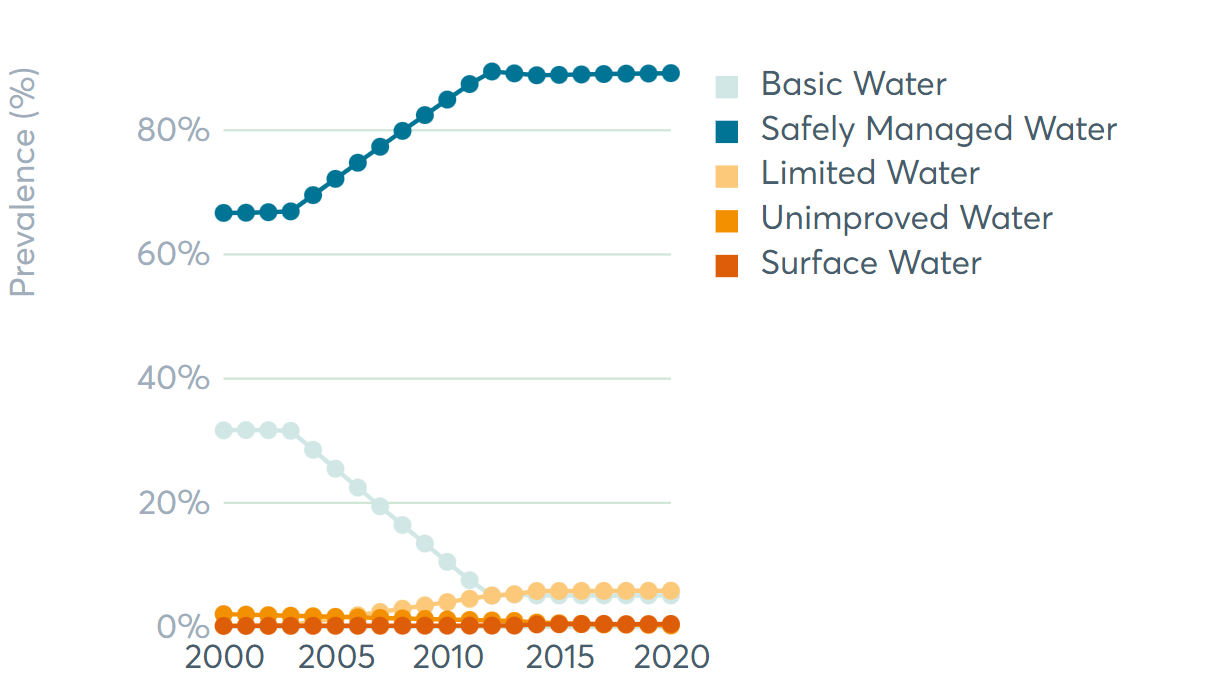 Prevalence (%)
80%
60%
40%
20%
0%
2000 2005 2010 2015 2020
Basic Water
Safely Managed Water
Limited Water
Unimproved Water
Surface Water